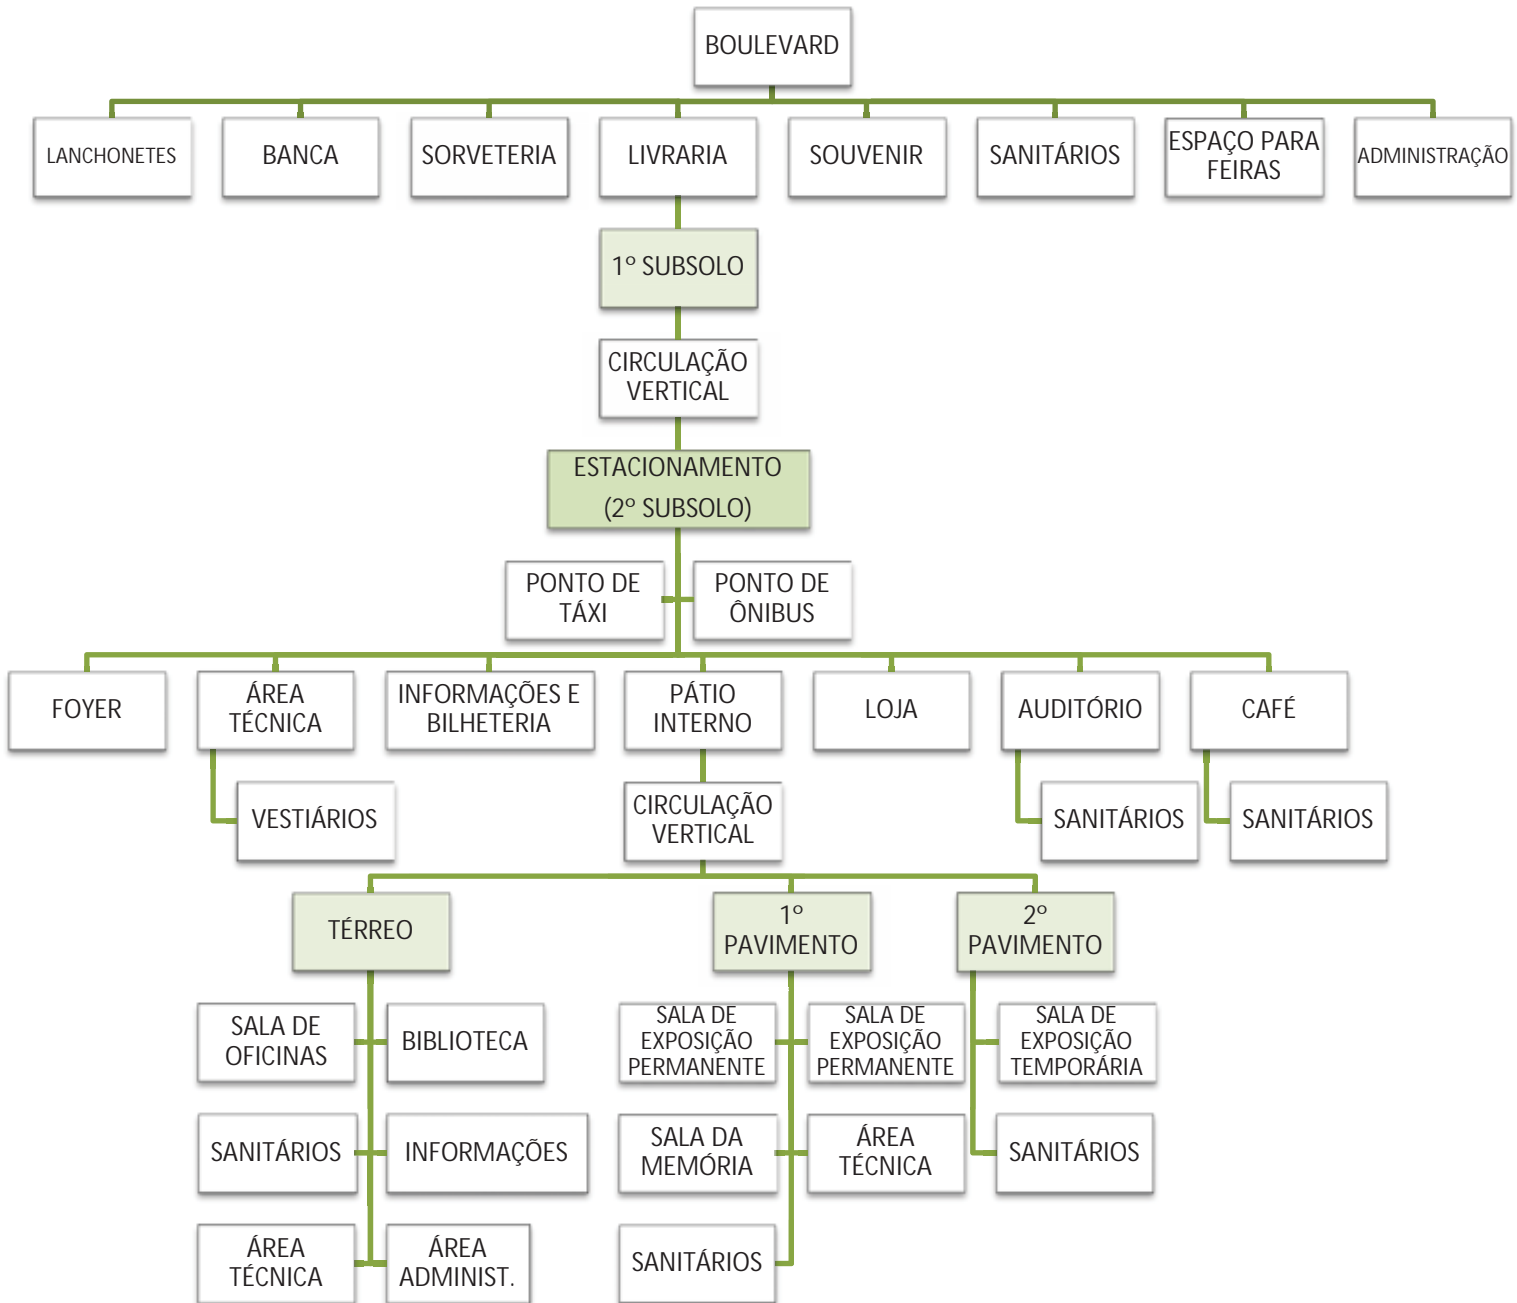 BOULEVARD
LANCHONETES
BANCA
SORVETERIA
LIVRARIA
SOUVENIR
SANITÁRIOS
ESPAÇO PARA
FEIRAS
ADMINISTRAÇÃO
1º SUBSOLO
CIRCULAÇÃO
VERTICAL
ESTACIONAMENTO
(2º SUBSOLO)
PONTO DE
TÁXI
PONTO DE
ÔNIBUS
FOYER
ÁREA
TÉCNICA
INFORMAÇÕES E
BILHETERIA
PÁTIO
INTERNO
LOJA
AUDITÓRIO
CAFÉ
VESTIÁRIOS
CIRCULAÇÃO
VERTICAL
SANITÁRIOS
SANITÁRIOS
TÉRREO
1º
PAVIMENTO
2º
PAVIMENTO
SALA DE
OFICINAS
BIBLIOTECA
SALA DE
EXPOSIÇÃO
PERMANENTE
SALA DE
EXPOSIÇÃO
PERMANENTE
SALA DE
EXPOSIÇÃO
TEMPORÁRIA
SANITÁRIOS
INFORMAÇÕES
SALA DA
MEMÓRIA
ÁREA
TÉCNICA
SANITÁRIOS
ÁREA
TÉCNICA
ÁREA
ADMINIST.
SANITÁRIOS